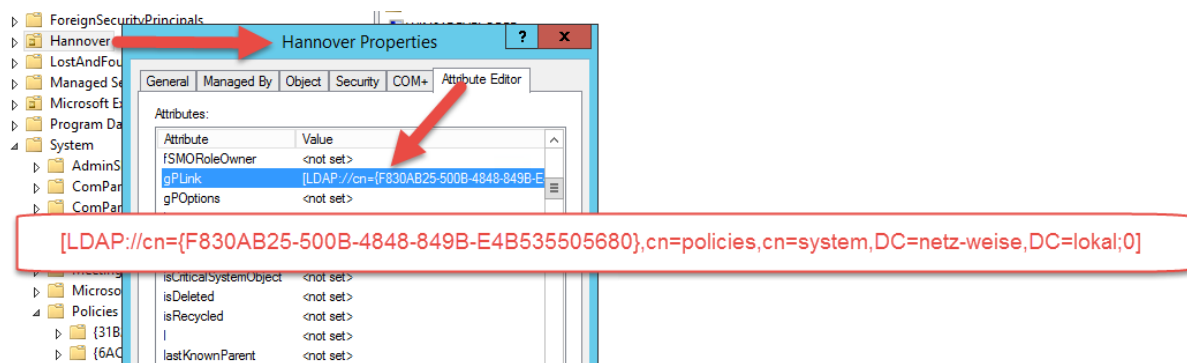 ForeignSecurityPrincipals
Hannover
LostAndFou
Managed Se
Microsoft Ex
Program Da
System
AdminS
ComPar
ComPar
Hannover Properties
?
x
General Managed By Object Security COM+ Attribute Editor
Attributes:
Attribute Value
fSMORoleOwner <not set>
gPLink [LDAP://cn={F830AB25-500B-4848-849B-E
gPOptions <not set>
[LDAP://cn={F830AB25-500B-4848-849B-E4B535505680},cn=policies,cn=system,DC=netz-weise,DC=lokal;0]
Meeting
Microso
Policies
{31B
{6AC
isCriticalSystemObject <not set>
isDeleted <not set>
isRecycled <not set>
l <not set>
lastKnownParent <not set>